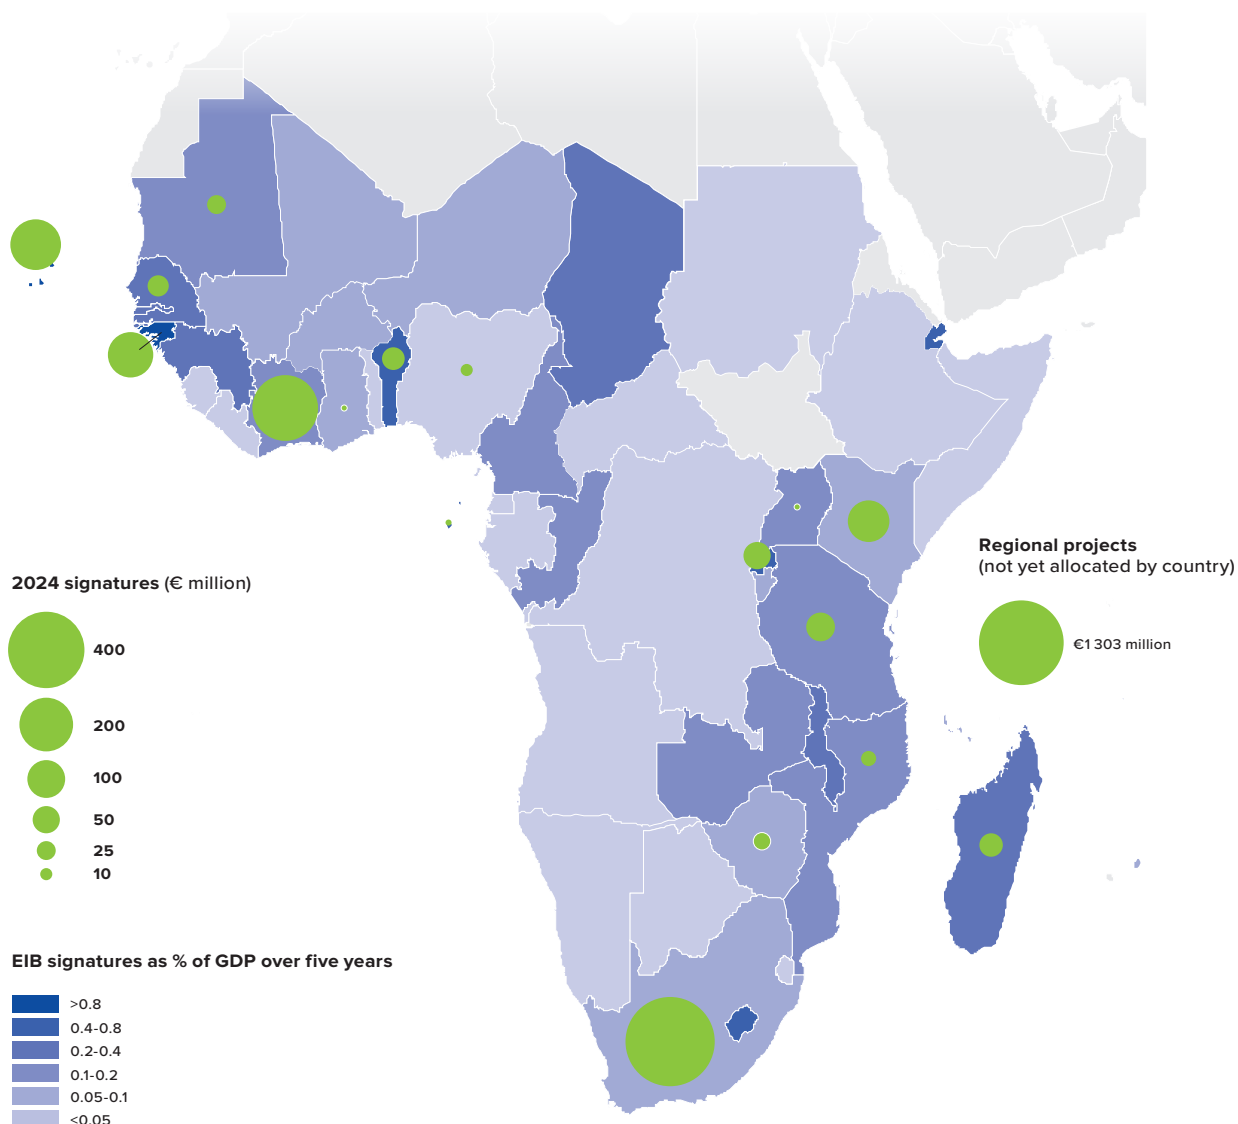 2024 signatures (€ million)
400
200
100
50
25
10
EIB signatures as % of GDP over five years
>0.8
0.4-0.8
0.2-0.4
0.1-0.2
0.05-0.1
<0.05
Regional projects
(not yet allocated by country)
€1 303 million